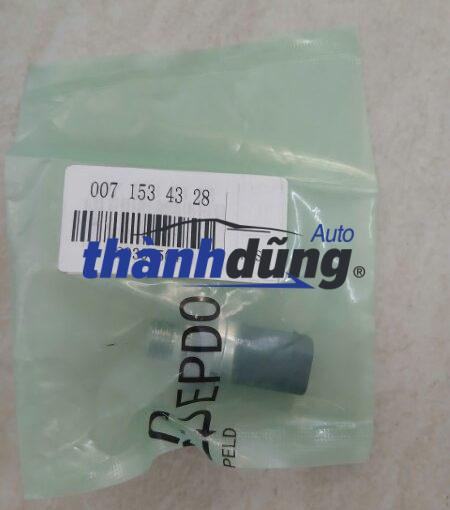 007 153 43 28
Auto
thànhdũng®
EPDO
PELD